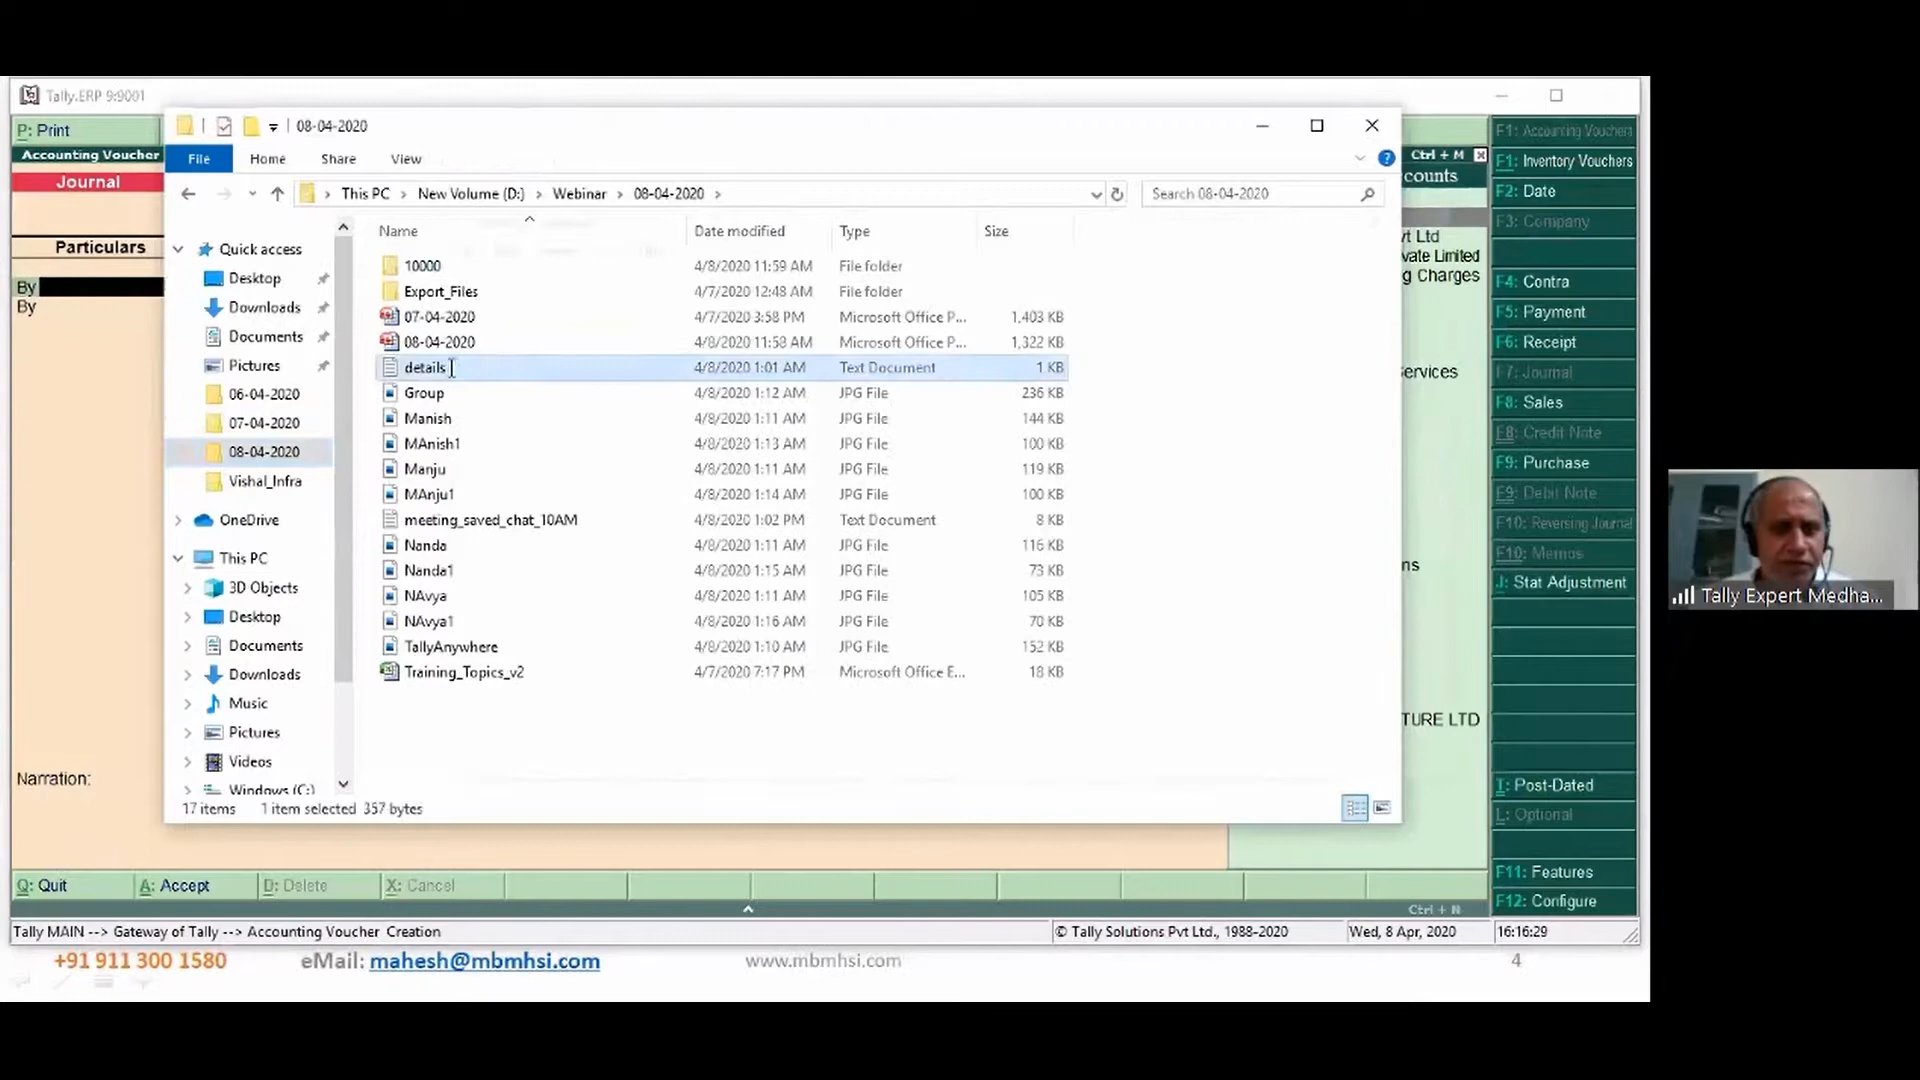 Tally.ERP 9:9001
P: Print
Accounting Voucher
Journal
Particulars
By
By
Narration:
08-04-2020
File Home Share View
This PC > New Volume (D:) > Webinar > 08-04-2020 >
Search 08-04-2020
Quick access
Desktop
Downloads
Documents
Pictures
06-04-2020
07-04-2020
08-04-2020
Vishal_Infra
OneDrive
This PC
3D Objects
Desktop
Documents
Downloads
Music
Pictures
Videos
Windows (C:)
Name Date modified Type Size
10000 4/8/2020 11:59 AM File folder
Export_Files 4/7/2020 12:48 AM File folder
07-04-2020 4/7/2020 3:58 PM Microsoft Office P... 1,403 KB
08-04-2020 4/8/2020 11:58 AM Microsoft Office P... 1,322 KB
details 4/8/2020 1:01 AM Text Document 1 KB
Group 4/8/2020 1:12 AM JPG File 236 KB
Manish 4/8/2020 1:11 AM JPG File 144 KB
MAnish1 4/8/2020 1:13 AM JPG File 100 KB
Manju 4/8/2020 1:11 AM JPG File 119 KB
MAnju1 4/8/2020 1:14 AM JPG File 100 KB
meeting_saved_chat_10AM 4/8/2020 1:02 PM Text Document 8 KB
Nanda 4/8/2020 1:11 AM JPG File 116 KB
Nanda1 4/8/2020 1:15 AM JPG File 73 KB
NAvya 4/8/2020 1:11 AM JPG File 105 KB
NAvya1 4/8/2020 1:16 AM JPG File 70 KB
TallyAnywhere 4/8/2020 1:10 AM JPG File 152 KB
Training_Topics_v2 4/7/2020 7:17 PM Microsoft Office E... 18 KB
17 items 1 item selected 357 bytes
Ctrl + M
counts
vt Ltd
vate Limited
g Charges
Services
ns
TURE LTD
F1: Accounting Vouchers
F1: Inventory Vouchers
F2: Date
F3: Company
F4: Contra
F5: Payment
F6: Receipt
F7: Journal
F8: Sales
F8: Credit Note
F9: Purchase
F9: Debit Note
F10: Reversing Journal
F10: Memos
J: Stat Adjustment
T: Post-Dated
L: Optional
F11: Features
F12: Configure
Q: Quit A: Accept D: Delete X: Cancel
Ctrl + N
Tally MAIN --> Gateway of Tally --> Accounting Voucher Creation
© Tally Solutions Pvt Ltd., 1988-2020 Wed, 8 Apr, 2020 16:16:29
+91 911 300 1580 eMail: mahesh@mbmhsi.com www.mbmhsi.com 4
Tally Expert Medha...